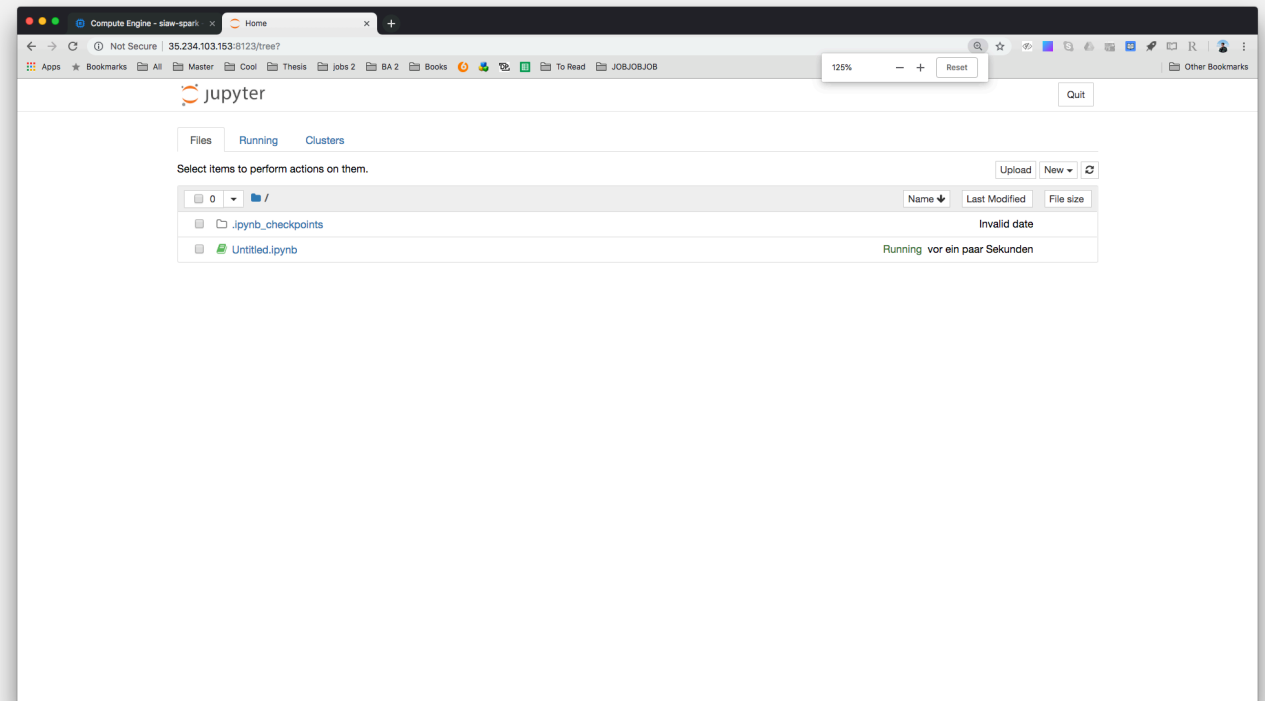 Compute Engine - siaw-spark
Home
Not Secure | 35.234.103.153:8123/tree?
Apps Bookmarks All Master Cool Thesis jobs 2 BA 2 Books To Read JOBJOBJOB Other Bookmarks
125% − + Reset
jupyter
Quit
Files Running Clusters
Select items to perform actions on them.
Upload New
0 /
Name Last Modified File size
.ipynb_checkpoints Invalid date
Untitled.ipynb Running vor ein paar Sekunden